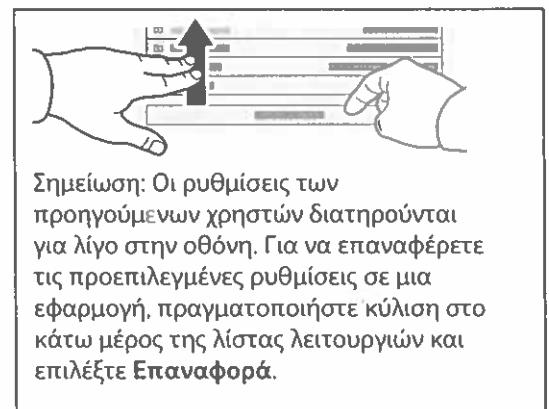 Σημείωση: Οι ρυθμίσεις των
προηγούμενων χρηστών διατηρούνται
για λίγο στην οθόνη. Για να επαναφέρετε
τις προεπιλεγμένες ρυθμίσεις σε μια
εφαρμογή, πραγματοποιήστε κύλιση στο
κάτω μέρος της λίστας λειτουργιών και
επιλέξτε Επαναφορά.